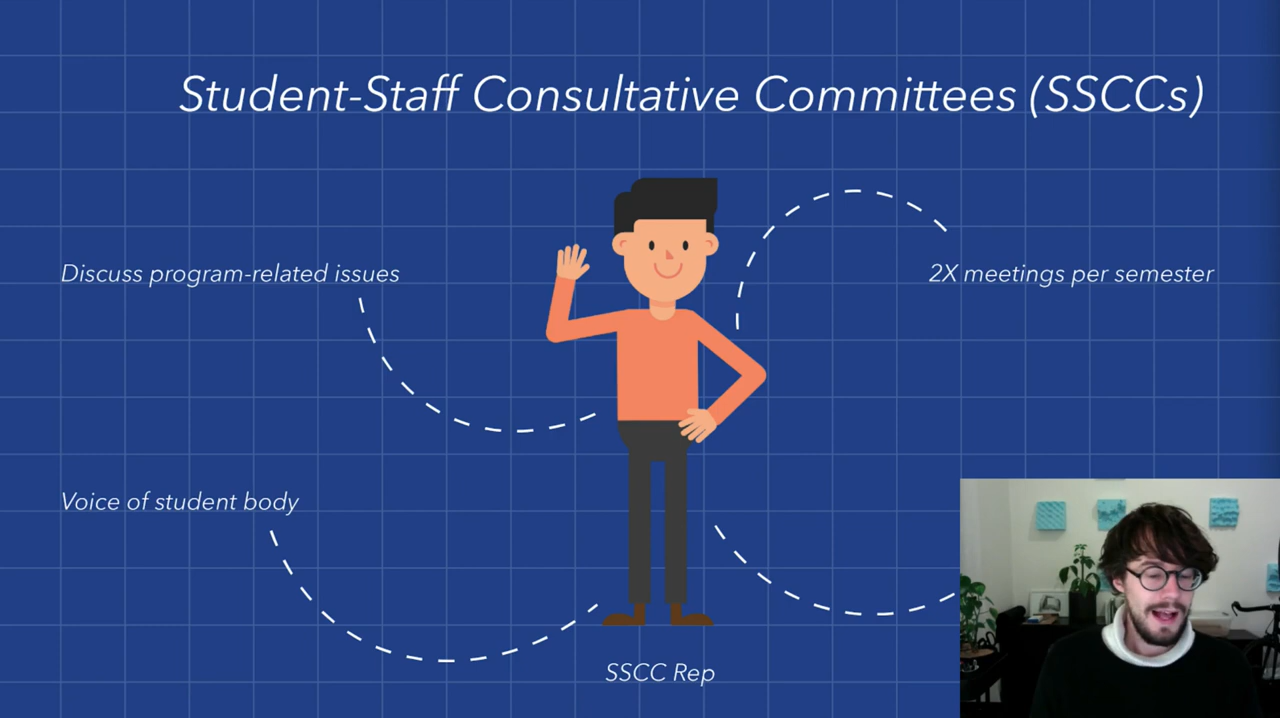 Student-Staff Consultative Committees (SSCCs)
Discuss program-related issues
2X meetings per semester
Voice of student body
SSCC Rep